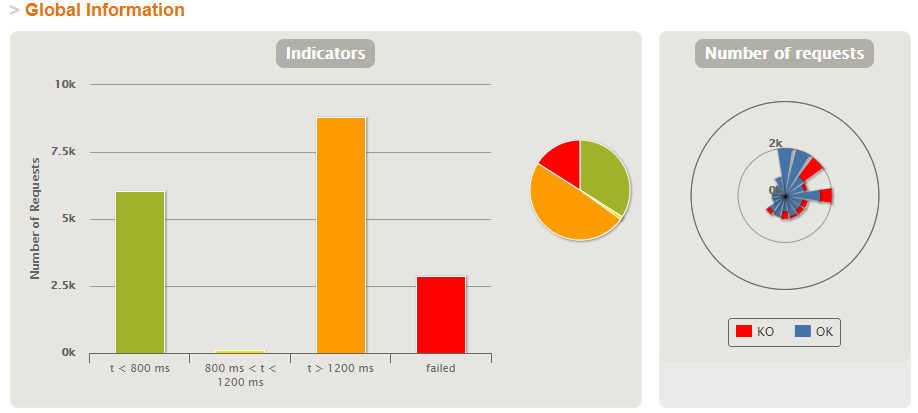 > Global Information
Indicators
Number of Requests
10k
7.5k
5k
2.5k
0k
t < 800 ms
800 ms < t <
1200 ms
t > 1200 ms
failed
Number of requests
2k
0k
KO
OK